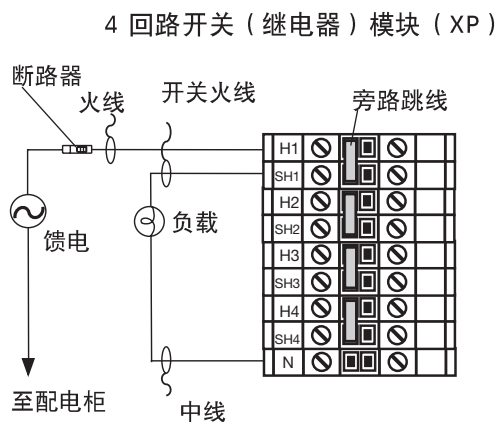 4 回路开关（继电器）模块（XP）
断路器
火线
开开关火线
旁路跳线
H1
SH1
H2
负载
SH2
馈电
H3
SH3
H4
SH4
N
至配电柜
中线